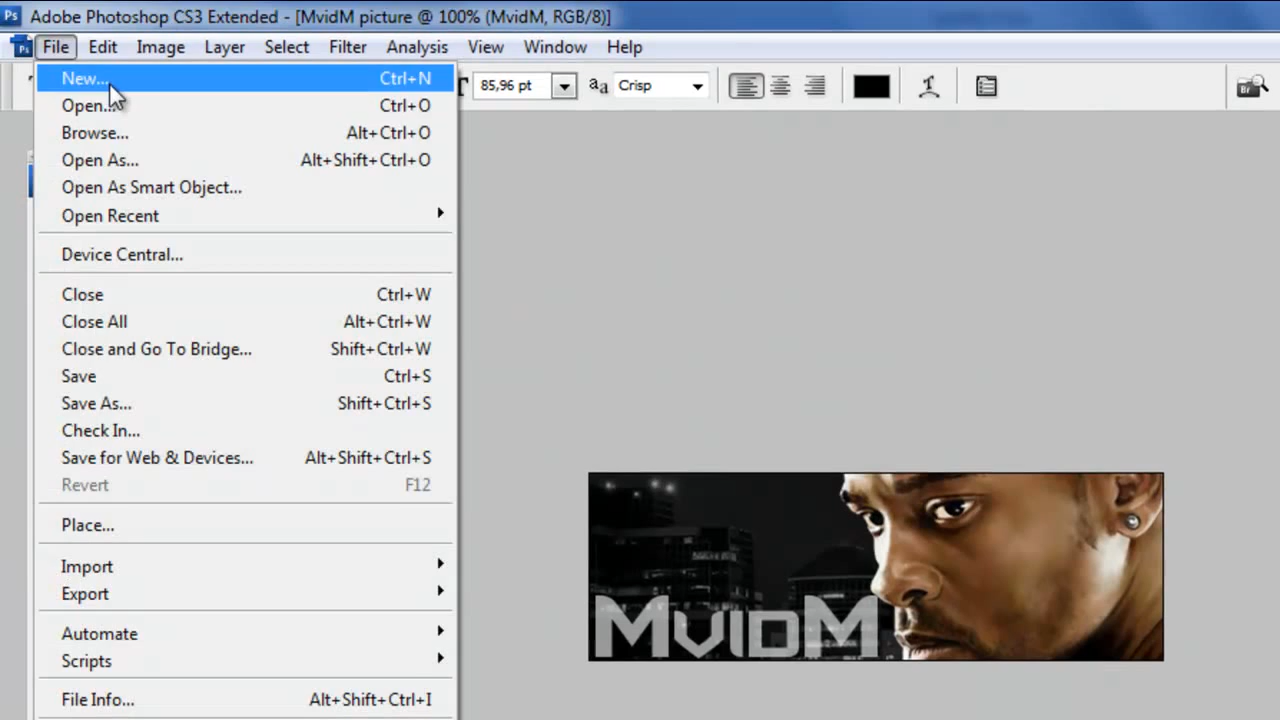 Ps Adobe Photoshop CS3 Extended - [MvidM picture @ 100% (MvidM, RGB/8)]
Ps File Edit Image Layer Select Filter Analysis View Window Help
85,96 pt aa Crisp Br
New... Ctrl+N
Open... Ctrl+O
Browse... Alt+Ctrl+O
Open As... Alt+Shift+Ctrl+O
Open As Smart Object...
Open Recent
Device Central...
Close Ctrl+W
Close All Alt+Ctrl+W
Close and Go To Bridge... Shift+Ctrl+W
Save Ctrl+S
Save As... Shift+Ctrl+S
Check In...
Save for Web & Devices... Alt+Shift+Ctrl+S
Revert F12
Place...
Import
Export
Automate
Scripts
File Info... Alt+Shift+Ctrl+I
MvidM